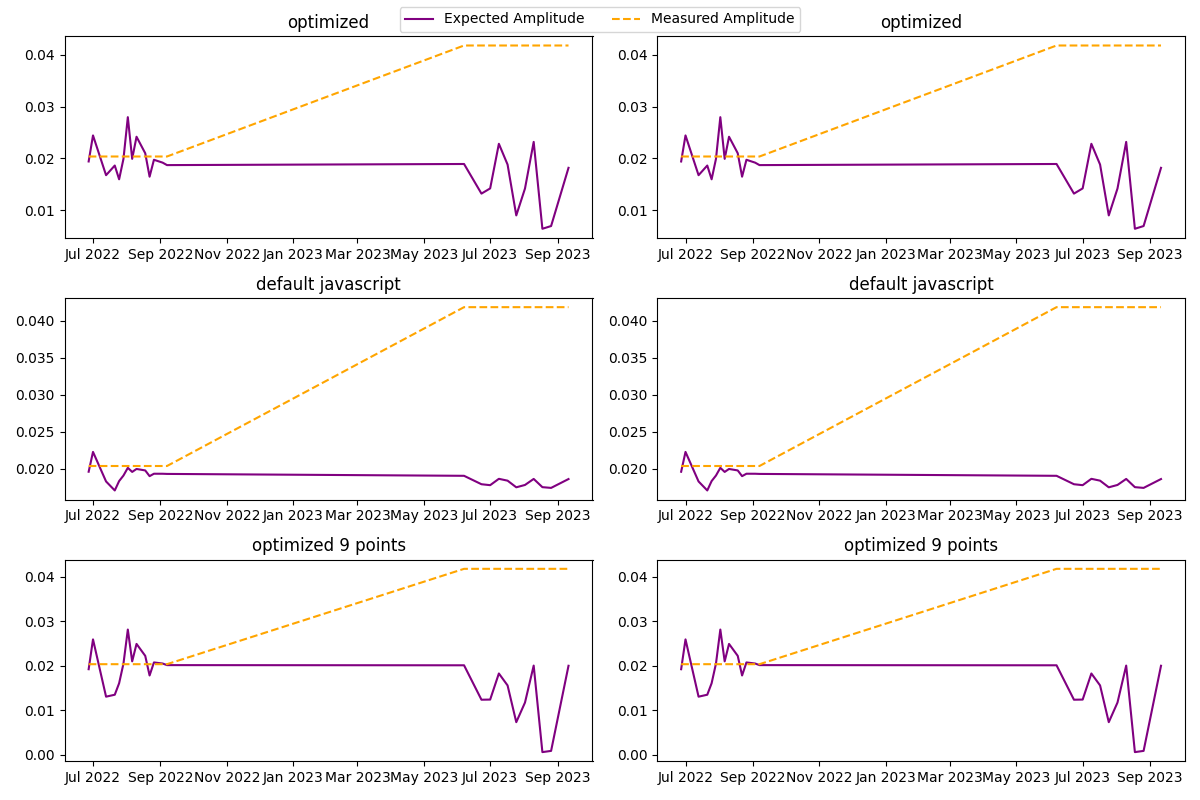 Expected Amplitude Measured Amplitude
optimized optimized
0.04
0.03
0.02
0.01
Jul 2022 Sep 2022 Nov 2022 Jan 2023 Mar 2023 May 2023 Jul 2023 Sep 2023
0.04
0.03
0.02
0.01
Jul 2022 Sep 2022 Nov 2022 Jan 2023 Mar 2023 May 2023 Jul 2023 Sep 2023
default javascript default javascript
0.040
0.035
0.030
0.025
0.020
Jul 2022 Sep 2022 Nov 2022 Jan 2023 Mar 2023 May 2023 Jul 2023 Sep 2023
0.040
0.035
0.030
0.025
0.020
Jul 2022 Sep 2022 Nov 2022 Jan 2023 Mar 2023 May 2023 Jul 2023 Sep 2023
optimized 9 points optimized 9 points
0.04
0.03
0.02
0.01
0.00
Jul 2022 Sep 2022 Nov 2022 Jan 2023 Mar 2023 May 2023 Jul 2023 Sep 2023
0.04
0.03
0.02
0.01
0.00
Jul 2022 Sep 2022 Nov 2022 Jan 2023 Mar 2023 May 2023 Jul 2023 Sep 2023